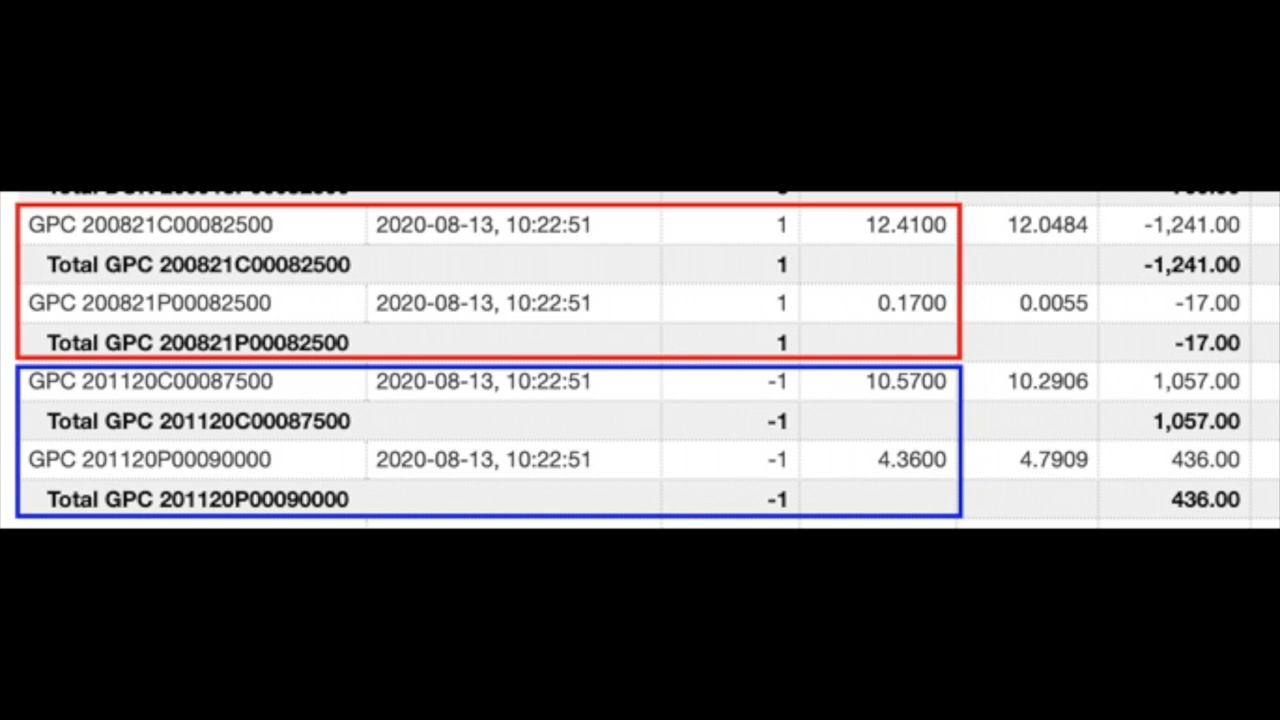 GPC 200821C00082500 2020-08-13, 10:22:51 1 12.4100 12.0484 -1,241.00
Total GPC 200821C00082500 1 -1,241.00
GPC 200821P00082500 2020-08-13, 10:22:51 1 0.1700 0.0055 -17.00
Total GPC 200821P00082500 1 -17.00
GPC 201120C00087500 2020-08-13, 10:22:51 -1 10.5700 10.2906 1,057.00
Total GPC 201120C00087500 -1 1,057.00
GPC 201120P00090000 2020-08-13, 10:22:51 -1 4.3600 4.7909 436.00
Total GPC 201120P00090000 -1 436.00